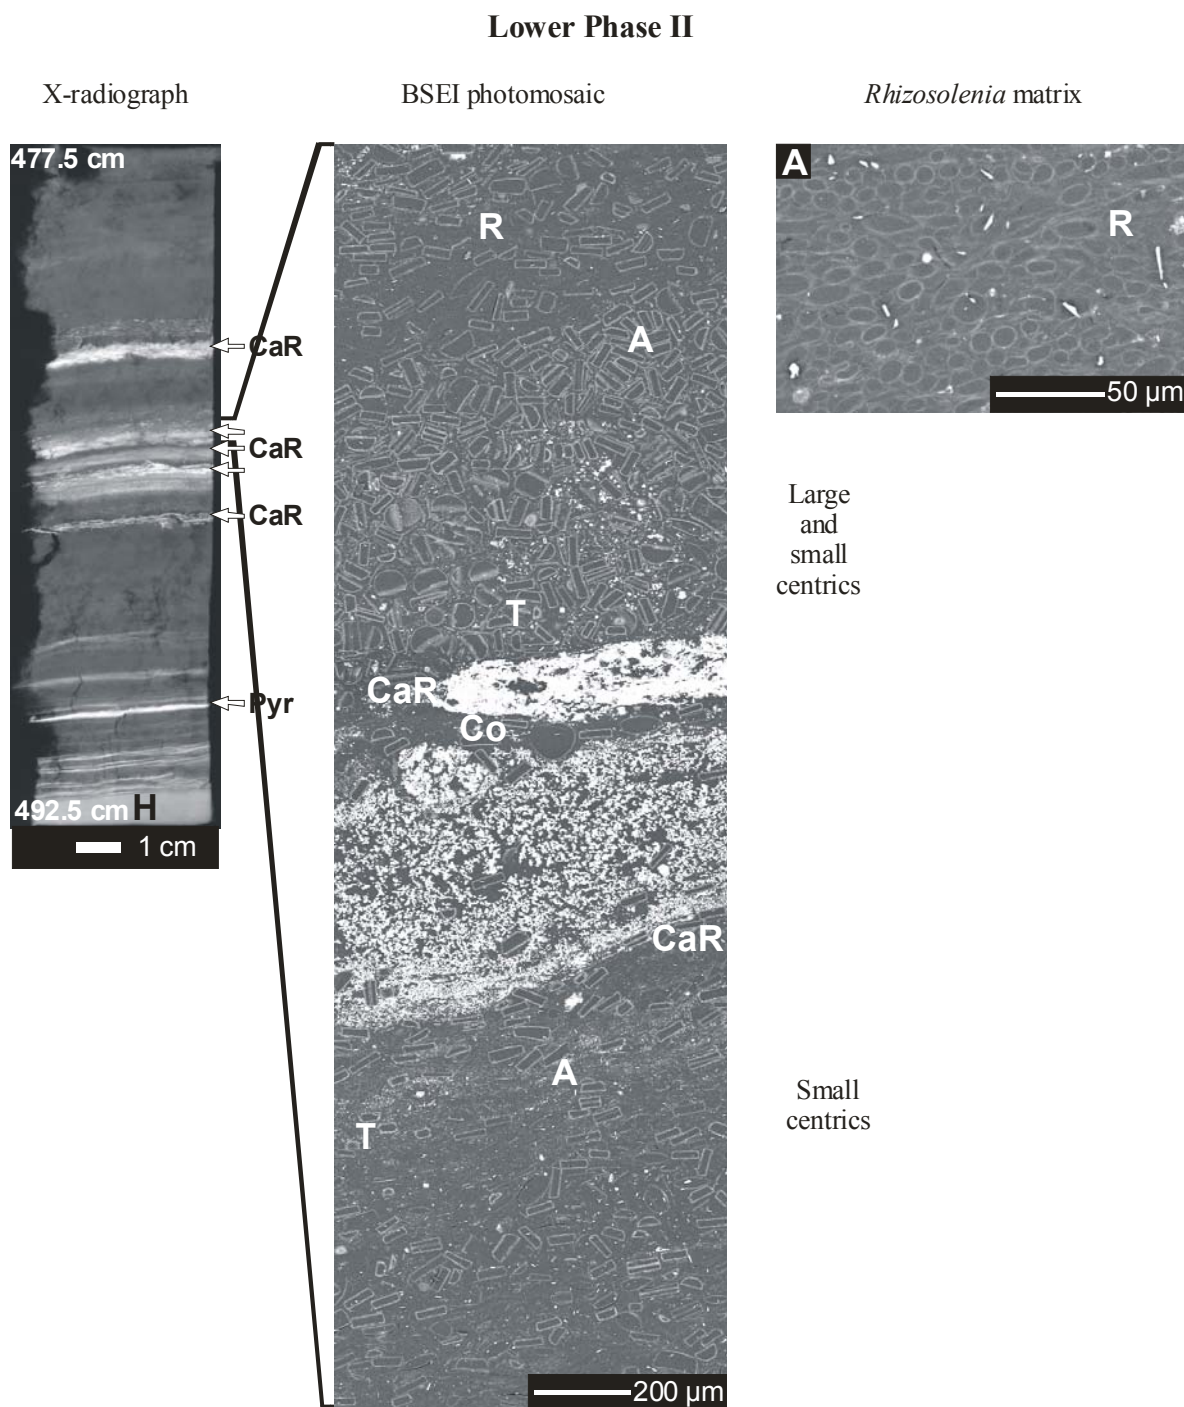 Lower Phase II
X-radiograph
BSEI photomosaic
Rhizosolenia matrix
477.5 cm
CaR
CaR
CaR
Pyr
492.5 cm H
1 cm
R
A
T
CaR
Co
CaR
A
T
200 µm
A
R
50 µm
Large
and
small
centrics
Small
centrics